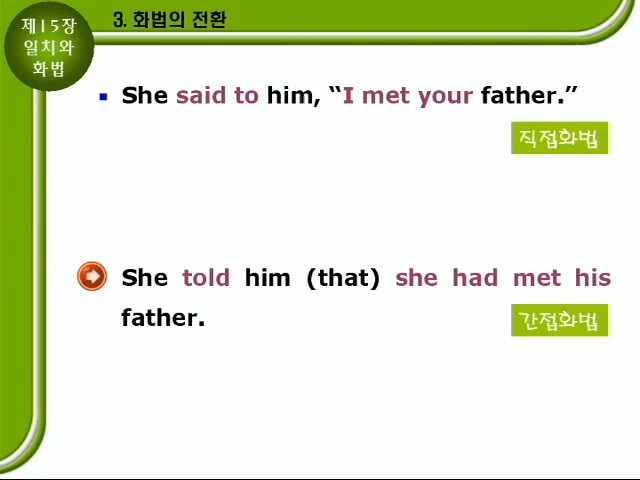 제15장
일치와
화법
3. 화법의 전환
She said to him, “I met your father.”
직접화법
She told him (that) she had met his
father.
간접화법